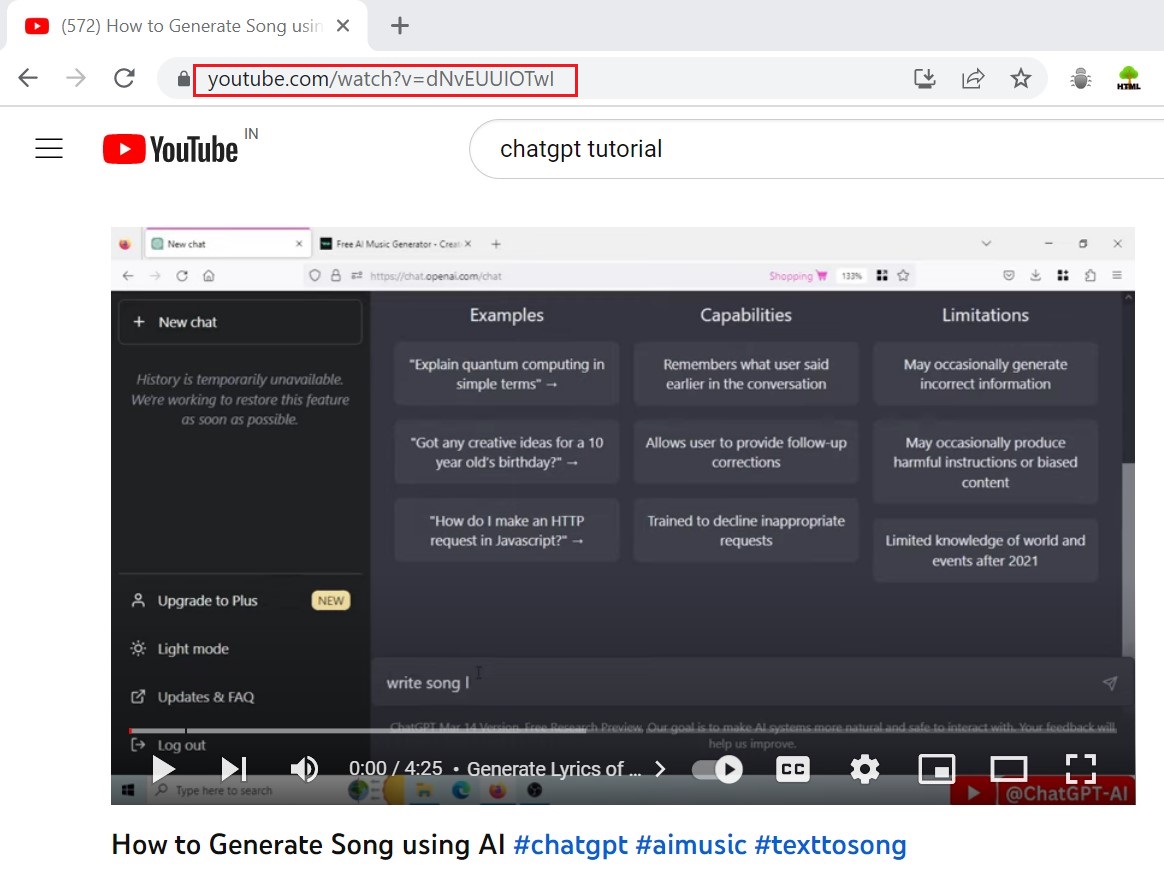 (572) How to Generate Song usin
youtube.com/watch?v=dNvEUUIOTwI
HTML
YouTube IN
chatgpt tutorial
New chat
Free AI Music Generator - Creat
https://chat.openai.com/chat
Shopping
133%
New chat
History is temporarily unavailable.
We're working to restore this feature
as soon as possible.
Examples
"Explain quantum computing in
simple terms" →
"Got any creative ideas for a 10
year old's birthday?" →
"How do I make an HTTP
request in Javascript?" →
Capabilities
Remembers what user said
earlier in the conversation
Allows user to provide follow-up
corrections
Trained to decline inappropriate
requests
Limitations
May occasionally generate
incorrect information
May occasionally produce
harmful instructions or biased
content
Limited knowledge of world and
events after 2021
Upgrade to Plus NEW
Light mode
Updates & FAQ
Log out
write song
ChatGPT Mar 14 Version. Free Research Preview. Our goal is to make AI systems more natural and safe to interact with. Your feedback will
help us improve.
0:00 / 4:25 • Generate Lyrics of ...
CC
Type here to search
@ChatGPT-AI
How to Generate Song using AI #chatgpt #aimusic #texttosong